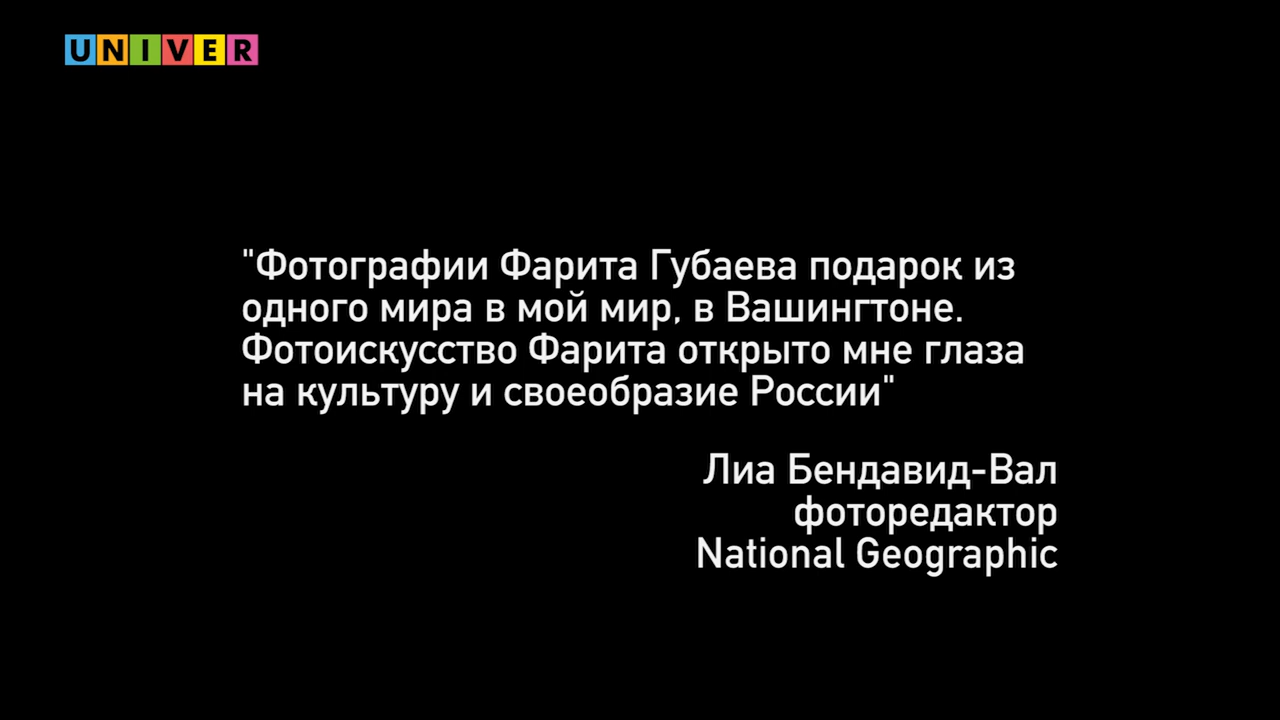 UNIVER
"Фотографии Фарита Губаева подарок из
одного мира в мой мир, в Вашингтоне.
Фотоискусство Фарита открыто мне глаза
на культуру и своеобразие России"
Лиа Бендавид-Вал
фоторедактор
National Geographic